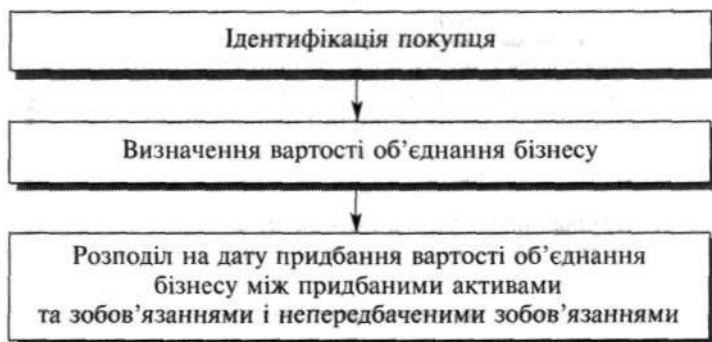 Ідентифікація покупця
Визначення вартості об’єднання бізнесу
Розподіл на дату придбання вартості об’єднання
бізнесу між придбаними активами
та зобов’язаннями і непередбаченими зобов’язаннями